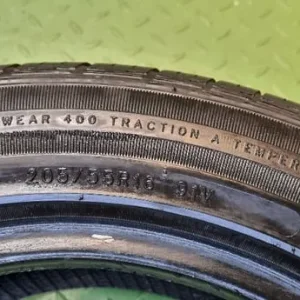 WEAR 400 TRACTION A TEMPER
205/55R16 91V